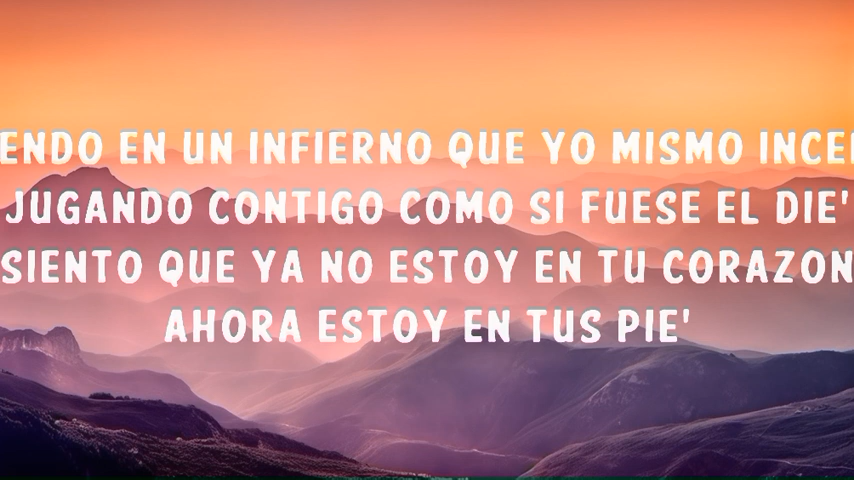 ENDO EN UN INFIERNO QUE YO MISMO INCE
JUGANDO CONTIGO COMO SI FUESE EL DIE'
SIENTO QUE YA NO ESTOY EN TU CORAZON
AHORA ESTOY EN TUS PIE'